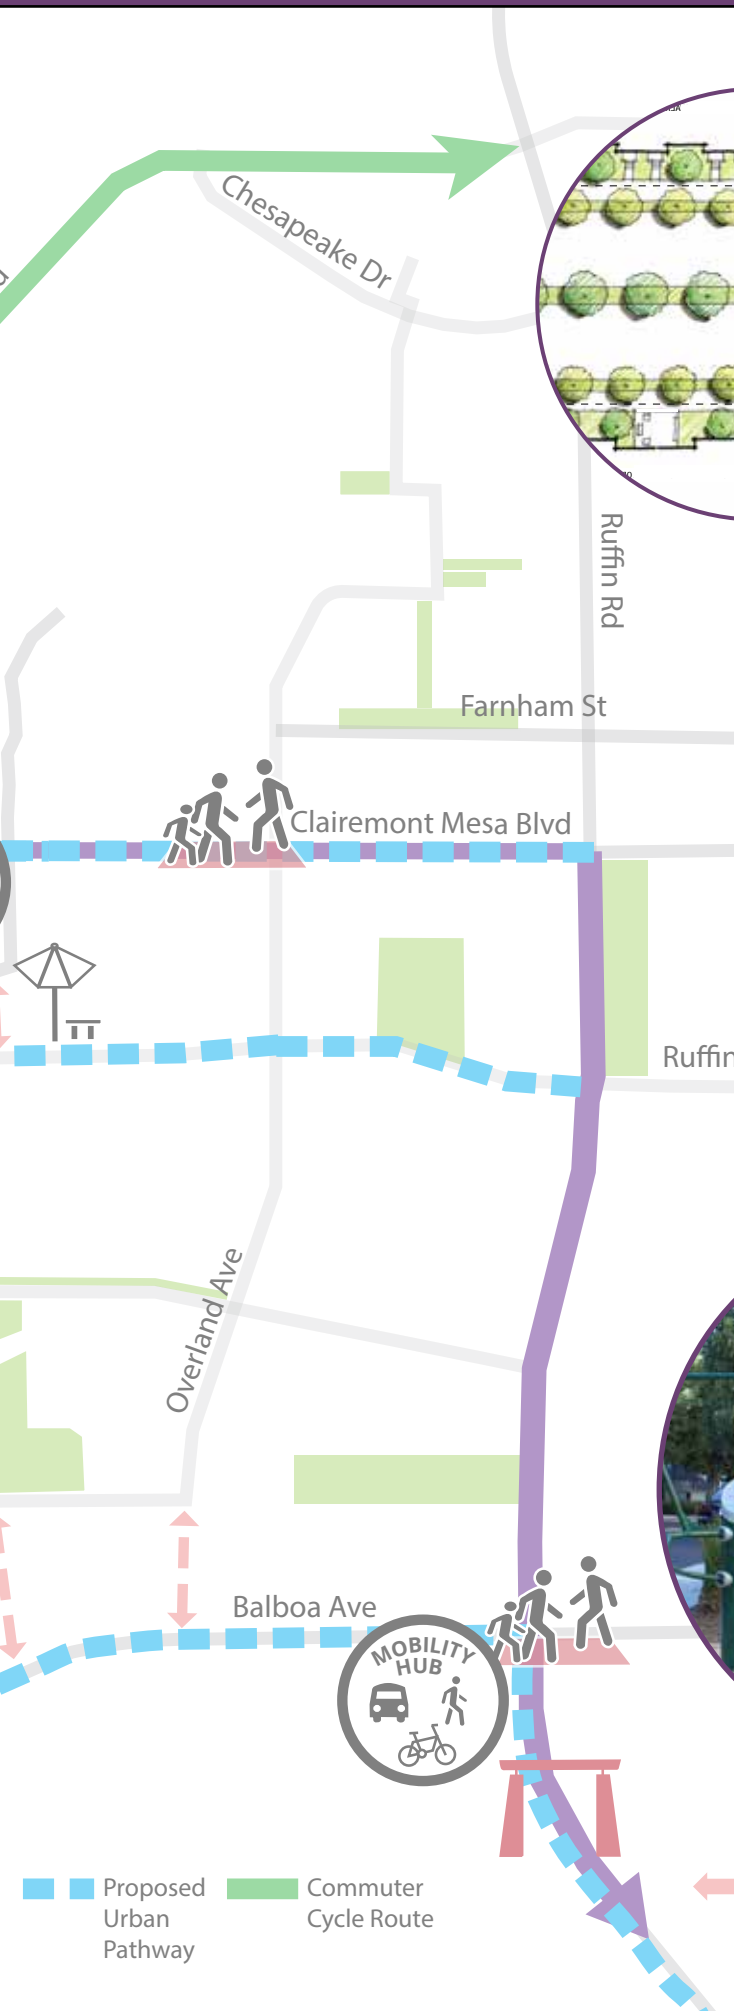 Chesapeake Dr
Ruffin Rd
Farnham St
Clairemont Mesa Blvd
Ruffin
Overland Ave
Balboa Ave
MOBILITY
HUB
Proposed
Urban
Pathway
Commuter
Cycle Route